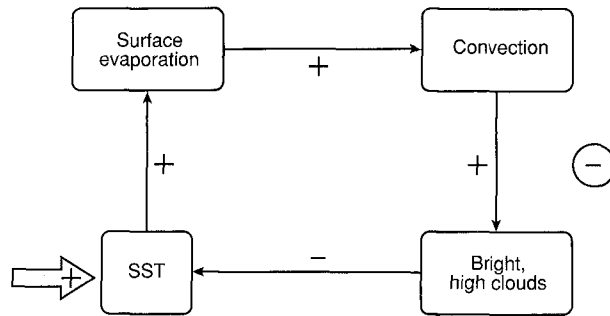 Surface
evaporation
+
Convection
+
+
−
SST
+
−
Bright,
high clouds